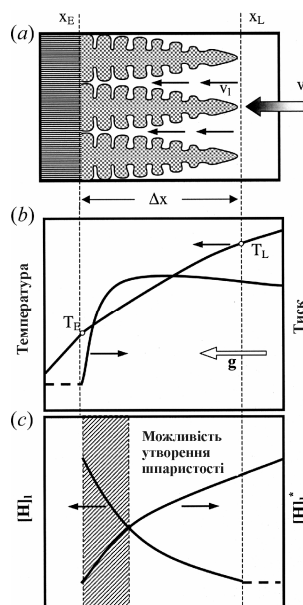 x_E x_L
(a)
v_l
v
Δx
(b)
Температура
T_E
T_L
g
Тиск
(c)
Можливість
утворення
шпаристості
[H]_l
[H]_l^*